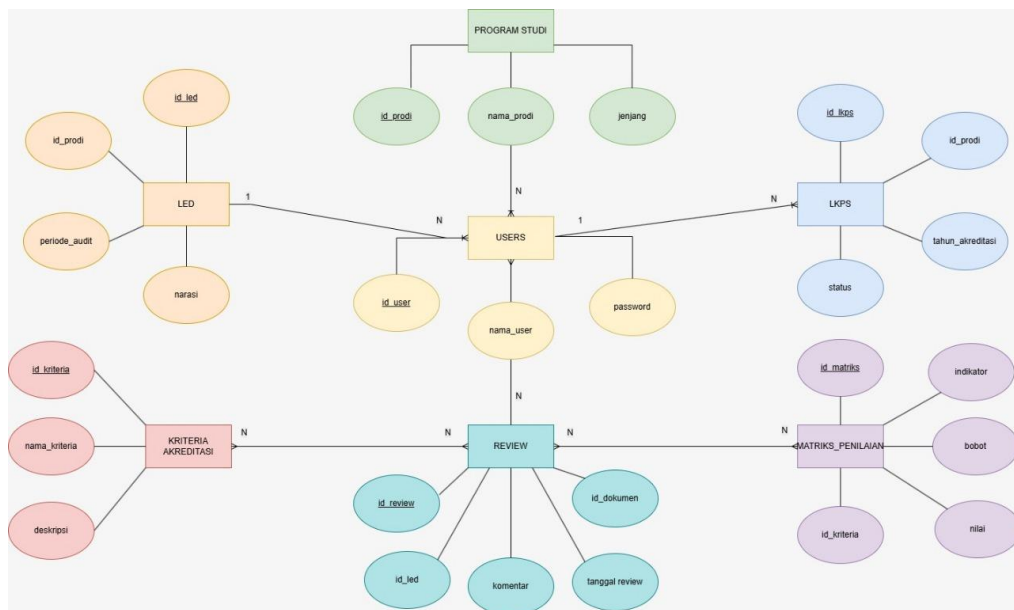 PROGRAM STUDI
id_prodi
nama_prodi
jenjang
id_led
id_prodi
LED
periode_audit
narasi
1
N
N
1
N
USERS
id_user
nama_user
password
id_lkps
id_prodi
LKPS
tahun_akreditasi
status
id_kriteria
nama_kriteria
KRITERIA
AKREDITASI
deskripsi
N
N
N
N
N
REVIEW
id_review
id_led
komentar
tanggal review
id_dokumen
id_matriks
indikator
MATRIKS_PENILAIAN
bobot
id_kriteria
nilai